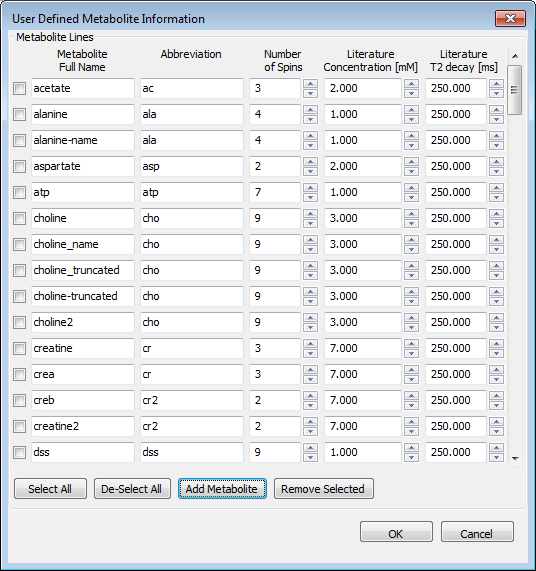 User Defined Metabolite Information
Metabolite Lines
Metabolite Abbreviation Number Literature Literature
Full Name of Spins Concentration [mM] T2 decay [ms]
acetate ac 3 2.000 250.000
alanine ala 4 1.000 250.000
alanine-name ala 4 1.000 250.000
aspartate asp 2 2.000 250.000
atp atp 7 1.000 250.000
choline cho 9 3.000 250.000
choline_name cho 9 3.000 250.000
choline_truncated cho 9 3.000 250.000
choline-truncated cho 9 3.000 250.000
choline2 cho 9 3.000 250.000
creatine cr 3 7.000 250.000
crea cr 3 7.000 250.000
creb cr2 2 7.000 250.000
creatine2 cr2 2 7.000 250.000
dss dss 9 1.000 250.000
Select All De-Select All Add Metabolite Remove Selected
OK Cancel